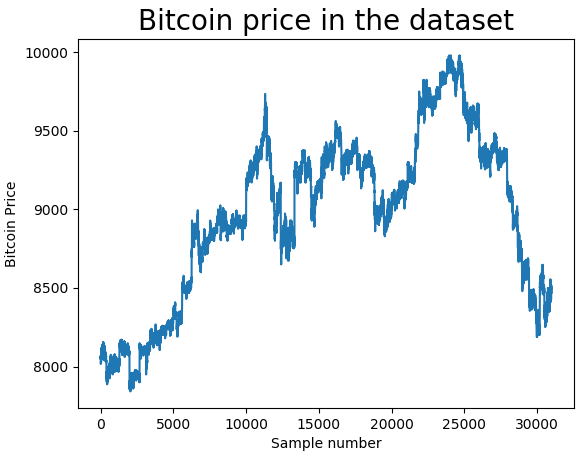 Bitcoin price in the dataset
10000
9500
9000
8500
8000
Bitcoin Price
0 5000 10000 15000 20000 25000 30000
Sample number